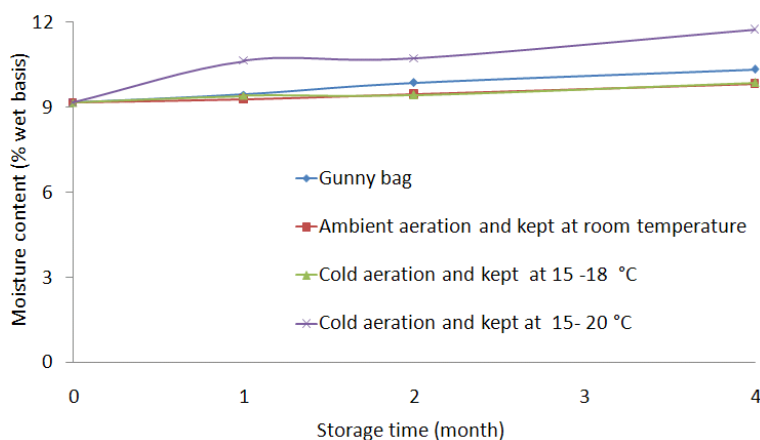 12
9
6
3
0
Moisture content (% wet basis)
Gunny bag
Ambient aeration and kept at room temperature
Cold aeration and kept at 15 -18 °C
Cold aeration and kept at 15- 20 °C
0 1 2 3 4
Storage time (month)